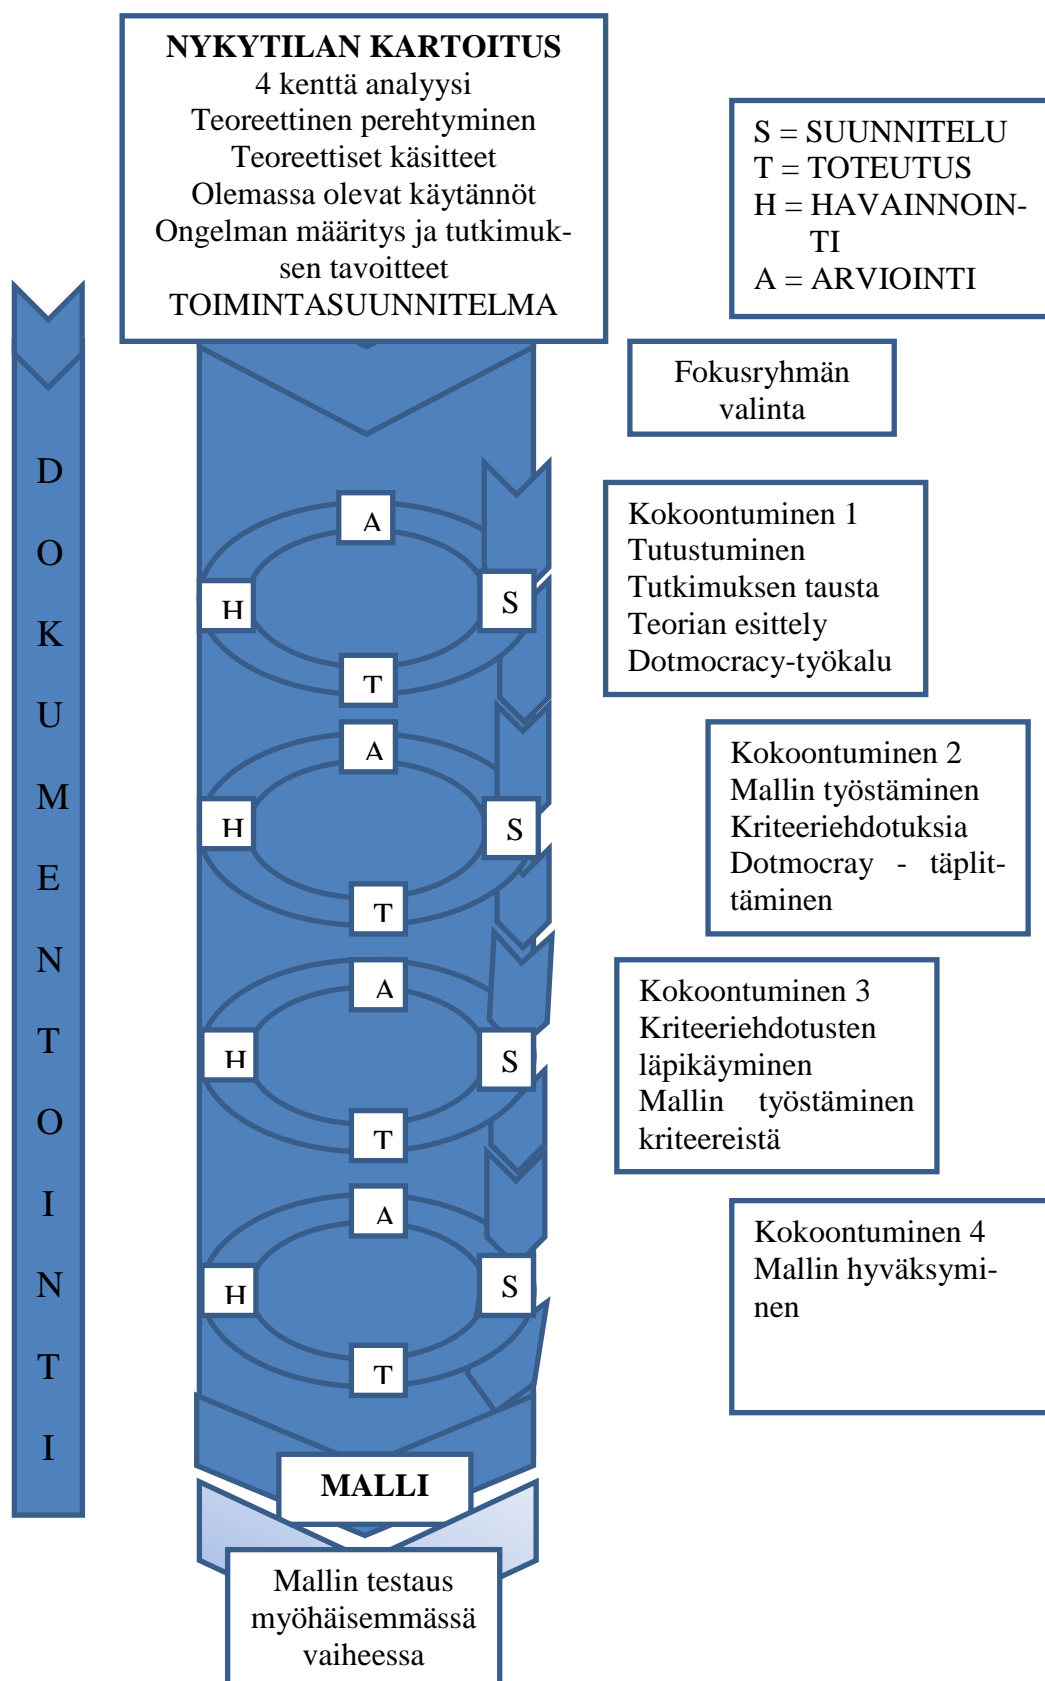 NYKYTILAN KARTOITUS
4 kenttä analyysi
Teoreettinen perehtyminen
Teoreettiset käsitteet
Olemassa olevat käytännöt
Ongelman määritys ja tutkimuk-
sen tavoitteet
TOIMINTASUUNNITELMA
S = SUUNNITELU
T = TOTEUTUS
H = HAVAINNOIN-
TI
A = ARVIOINTI
Fokusryhmän
valinta
D
O
K
U
M
E
N
T
O
I
N
T
I
A
H
S
T
Kokoontuminen 1
Tutustuminen
Tutkimuksen tausta
Teorian esittely
Dotmocracy-työkalu
A
H
S
T
Kokoontuminen 2
Mallin työstäminen
Kriteeriehdotuksia
Dotmocray - täplit-
täminen
A
H
S
T
Kokoontuminen 3
Kriteeriehdotusten
läpikäyminen
Mallin työstäminen
kriteereistä
A
H
S
T
Kokoontuminen 4
Mallin hyväksymi-
nen
MALLI
Mallin testaus
myöhäisemmässä
vaiheessa